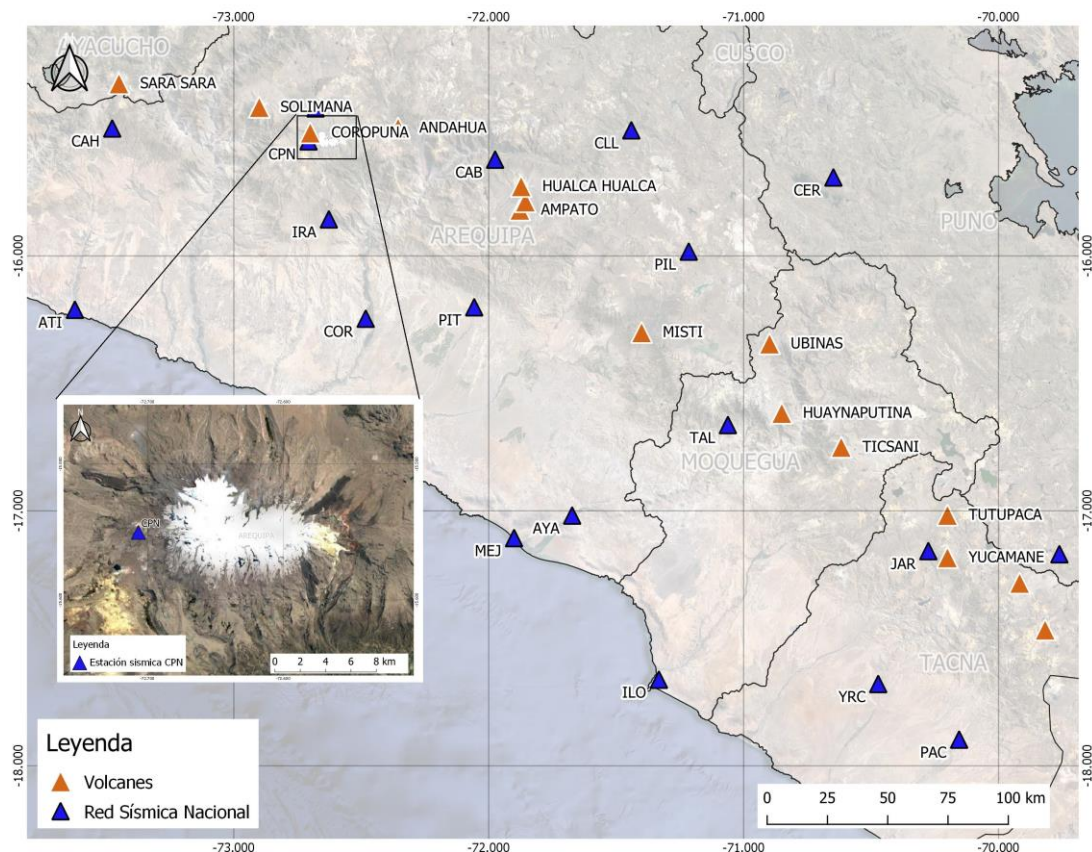 -73.000
-72.000
-71.000
-70.000
AYACUCHO
CUSCO
SARA SARA
SOLIMANA
CAH
CPN
COROPUNA
ANDAHUA
CLL
CAB
HUALCA HUALCA
CER
AMPATO
PUNO
IRA
AREQUIPA
-16.000
-16.000
PIL
ATI
COR
PIT
MISTI
UBINAS
HUAYNAPUTINA
TAL
MOQUEGUA
TICSANI
N
CPN
AREQUIPA
Leyenda
Estación sísmica CPN
0 2 4 6 8 km
-17.000
-17.000
TUTUPACA
AYA
MEJ
JAR
YUCAMANE
TACNA
ILO
YRC
PAC
-18.000
-18.000
Leyenda
Volcanes
Red Sísmica Nacional
0 25 50 75 100 km
-73.000
-72.000
-71.000
-70.000